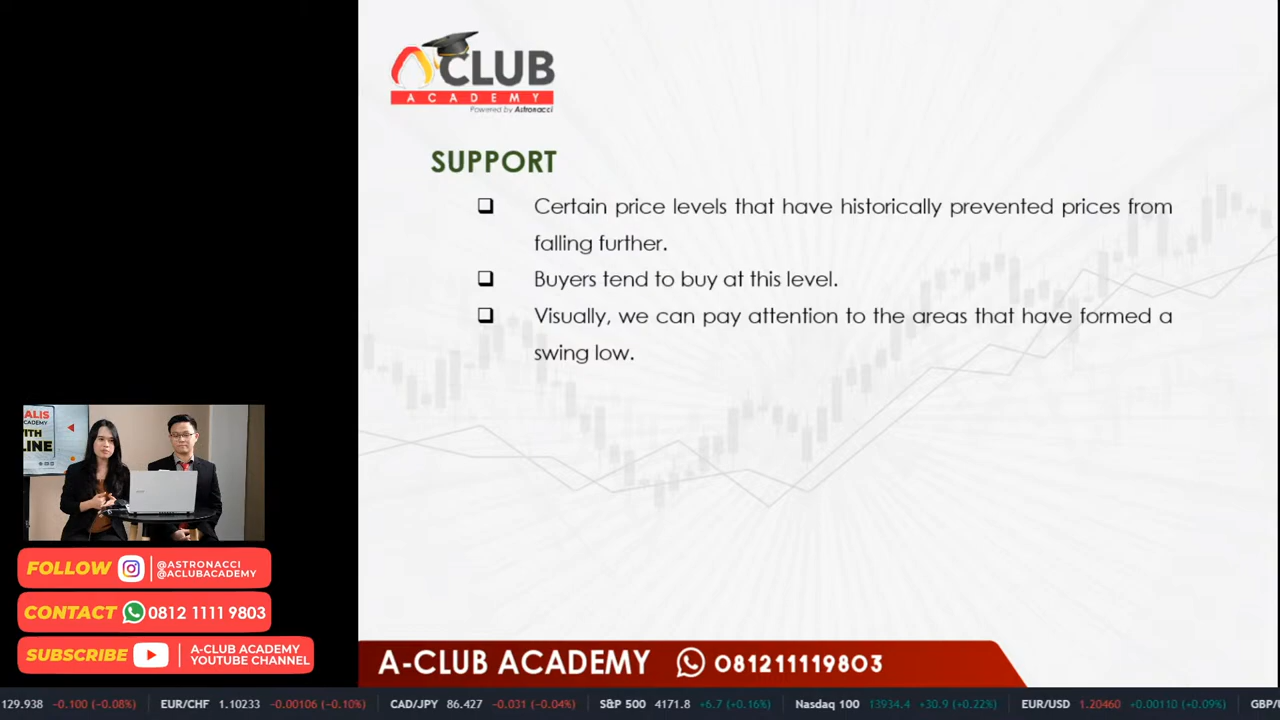 CLUB
ACADEMY
Powered by Astronacci
SUPPORT
Certain price levels that have historically prevented prices from
falling further.
Buyers tend to buy at this level.
Visually, we can pay attention to the areas that have formed a
swing low.
ALIS
WITH
LINE
FOLLOW @ASTRONACCI
@ACLUBACADEMY
CONTACT 0812 1111 9803
SUBSCRIBE A-CLUB ACADEMY
YOUTUBE CHANNEL
A-CLUB ACADEMY 081211119803
129.938 -0.100 (-0.08%) EUR/CHF 1.10233 -0.00106 (-0.10%) CAD/JPY 86.427 -0.031 (-0.04%) S&P 500 4171.8 +6.7 (+0.16%) Nasdaq 100 13934.4 +30.9 (+0.22%) EUR/USD 1.20460 +0.00110 (+0.09%) GBP/